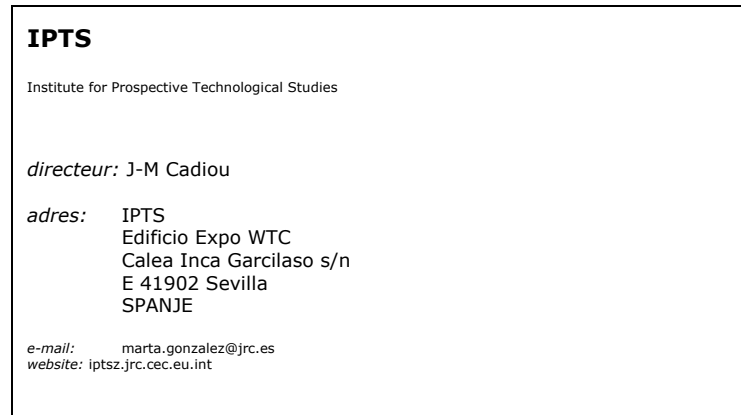 IPTS
Institute for Prospective Technological Studies
directeur: J-M Cadiou
adres: IPTS
Edificio Expo WTC
Calea Inca Garcilaso s/n
E 41902 Sevilla
SPANJE
e-mail: marta.gonzalez@jrc.es
website: iptsz.jrc.cec.eu.int